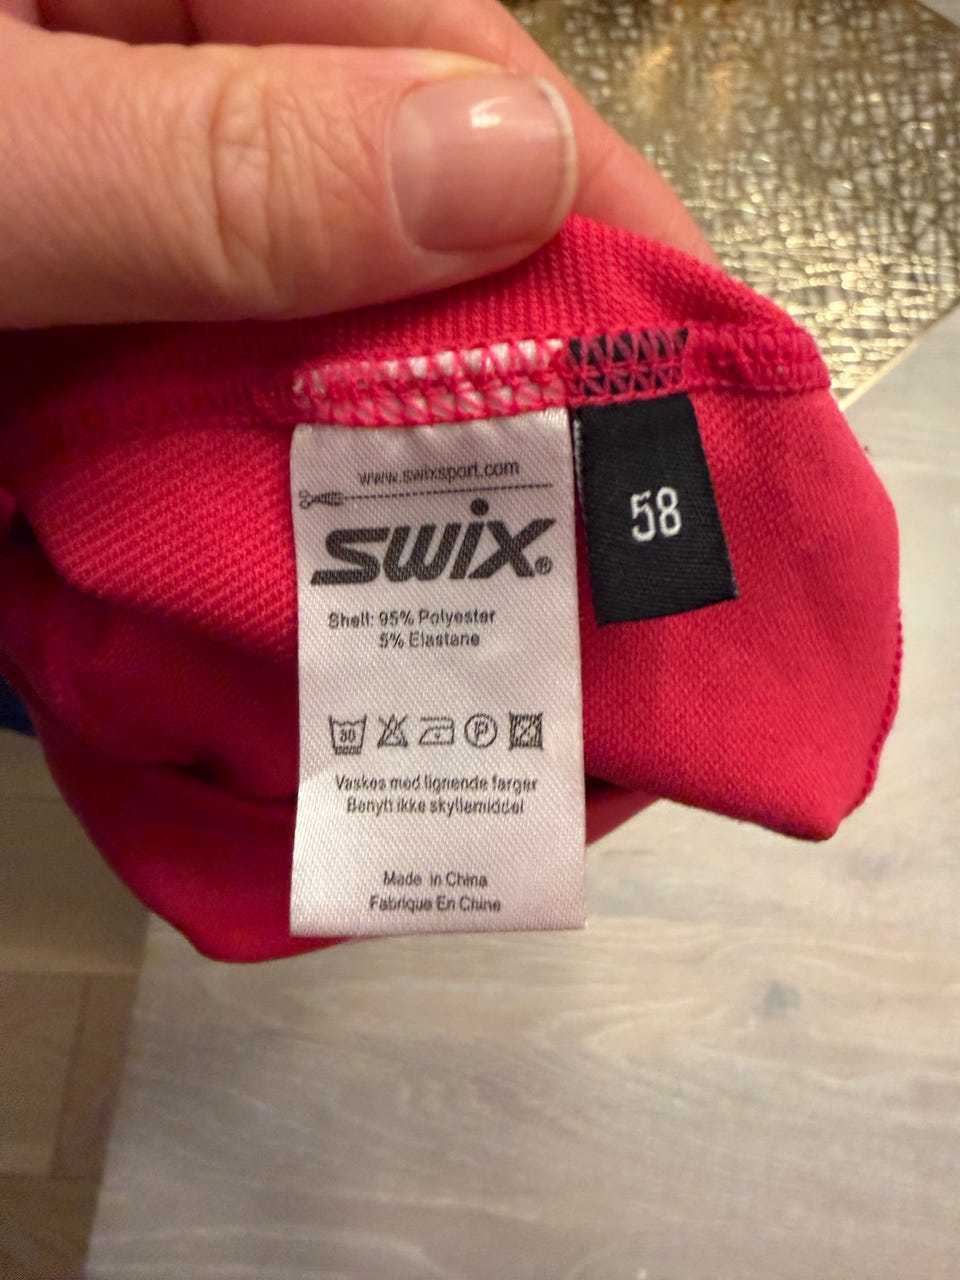 www.swixsport.com
SWIX®
58
Shell: 95% Polyester
5% Elastane
30 P
Vaskes med lignende farger
Benytt ikke skyllemiddel
Made in China
Fabrique En Chine